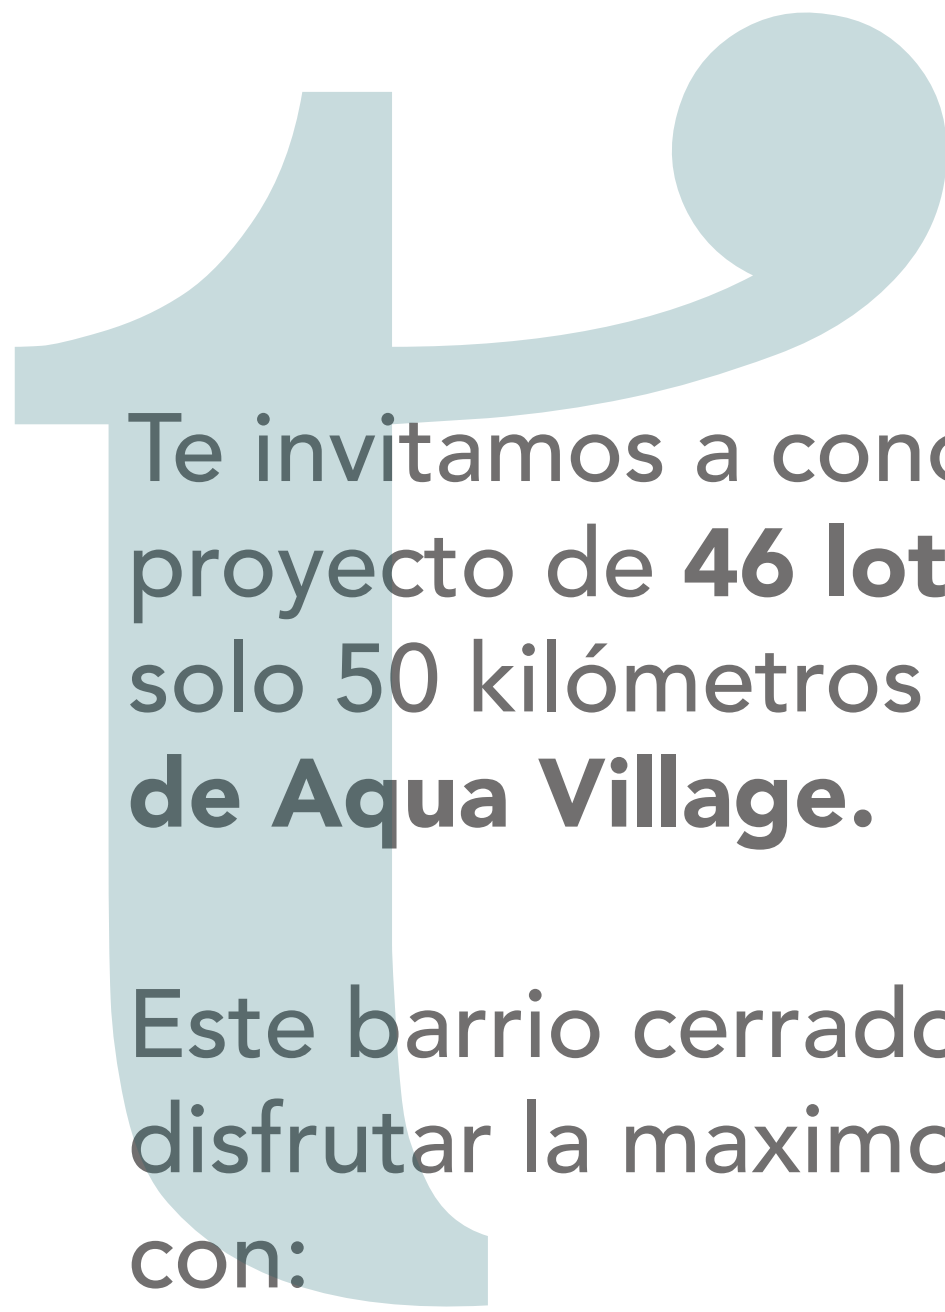 Te invitamos a cono
proyecto de 46 lot
solo 50 kilómetros
de Aqua Village.
Este barrio cerrado
disfrutar la maximo
con: